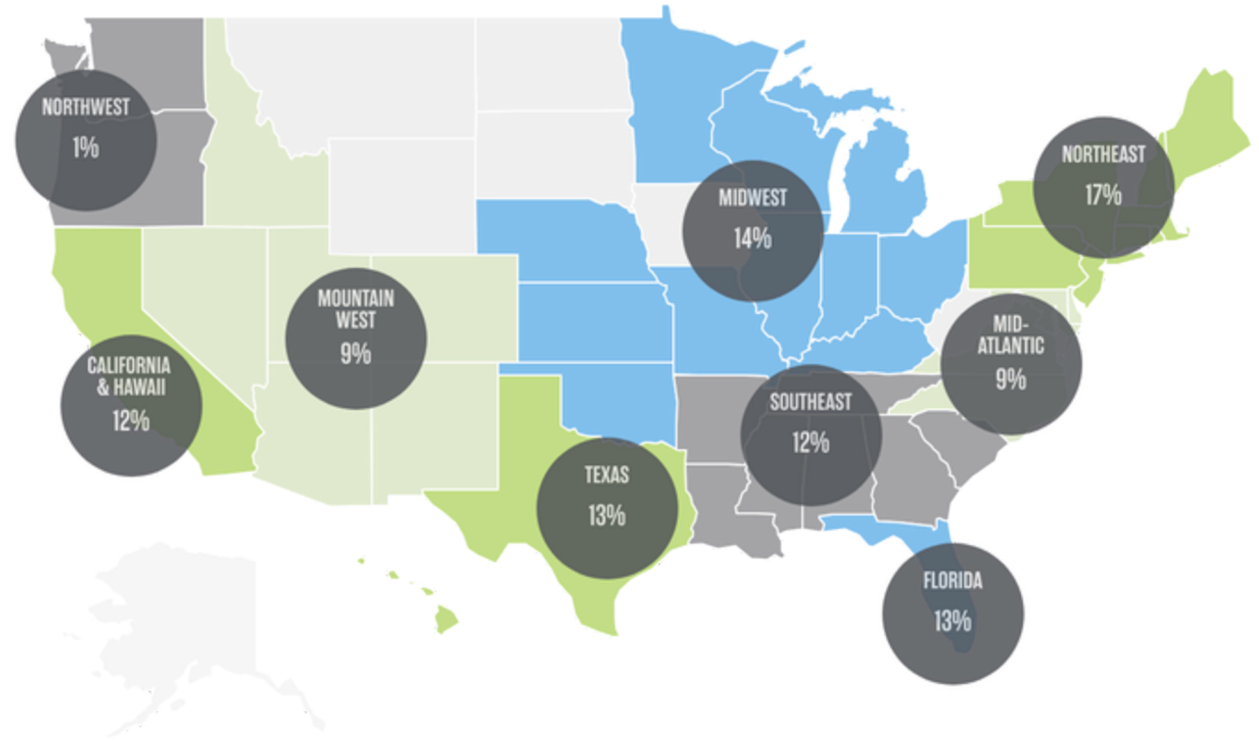 NORTHWEST
1%
NORTHEAST
17%
MIDWEST
14%
MOUNTAIN
WEST
9%
MID-
ATLANTIC
9%
CALIFORNIA
& HAWAII
12%
SOUTHEAST
12%
TEXAS
13%
FLORIDA
13%